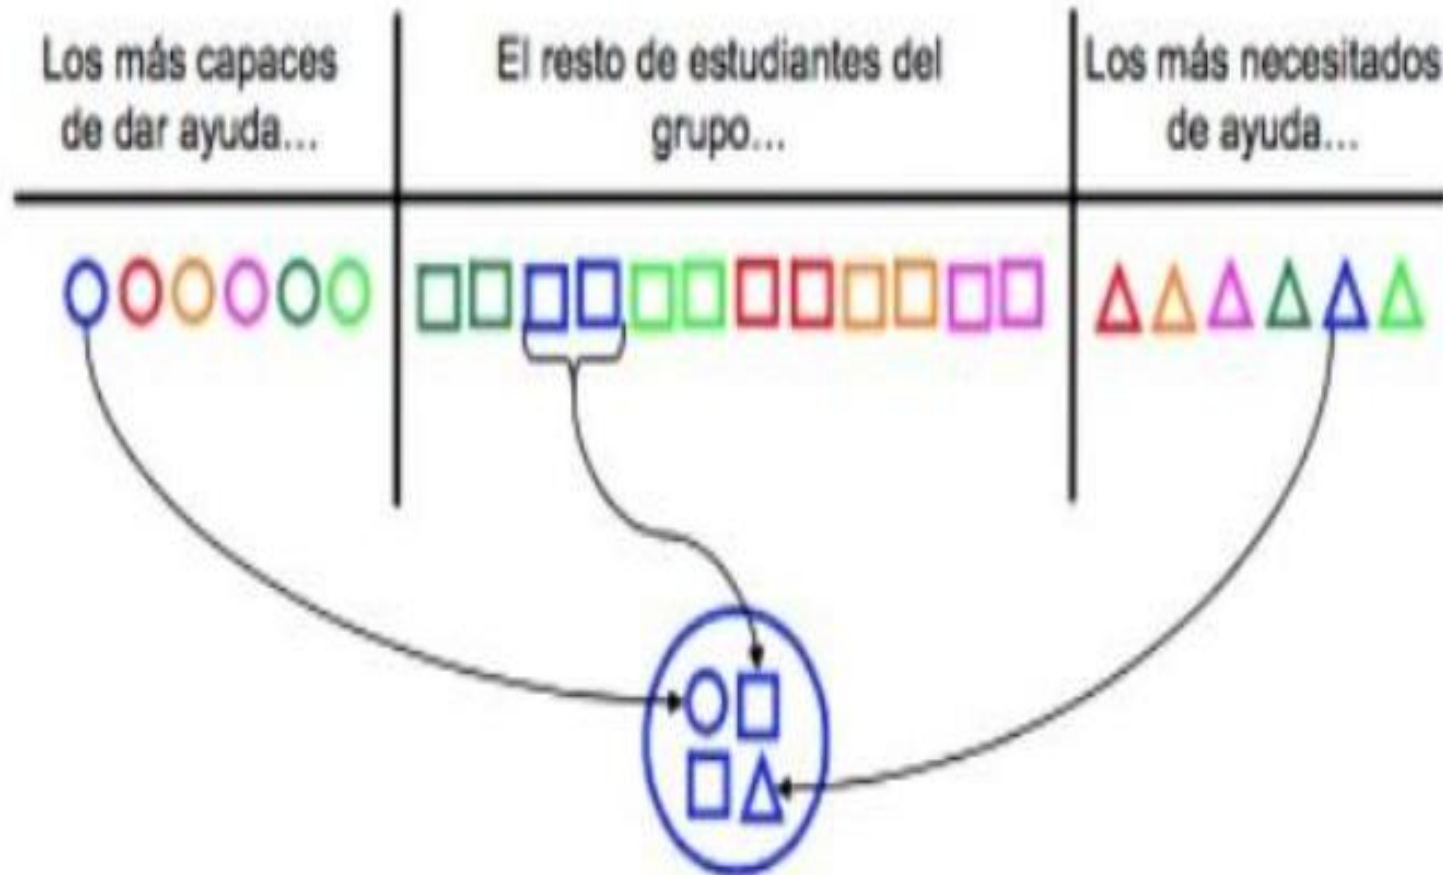 Los más capaces
de dar ayuda...
El resto de estudiantes del
grupo...
Los más necesitados
de ayuda...